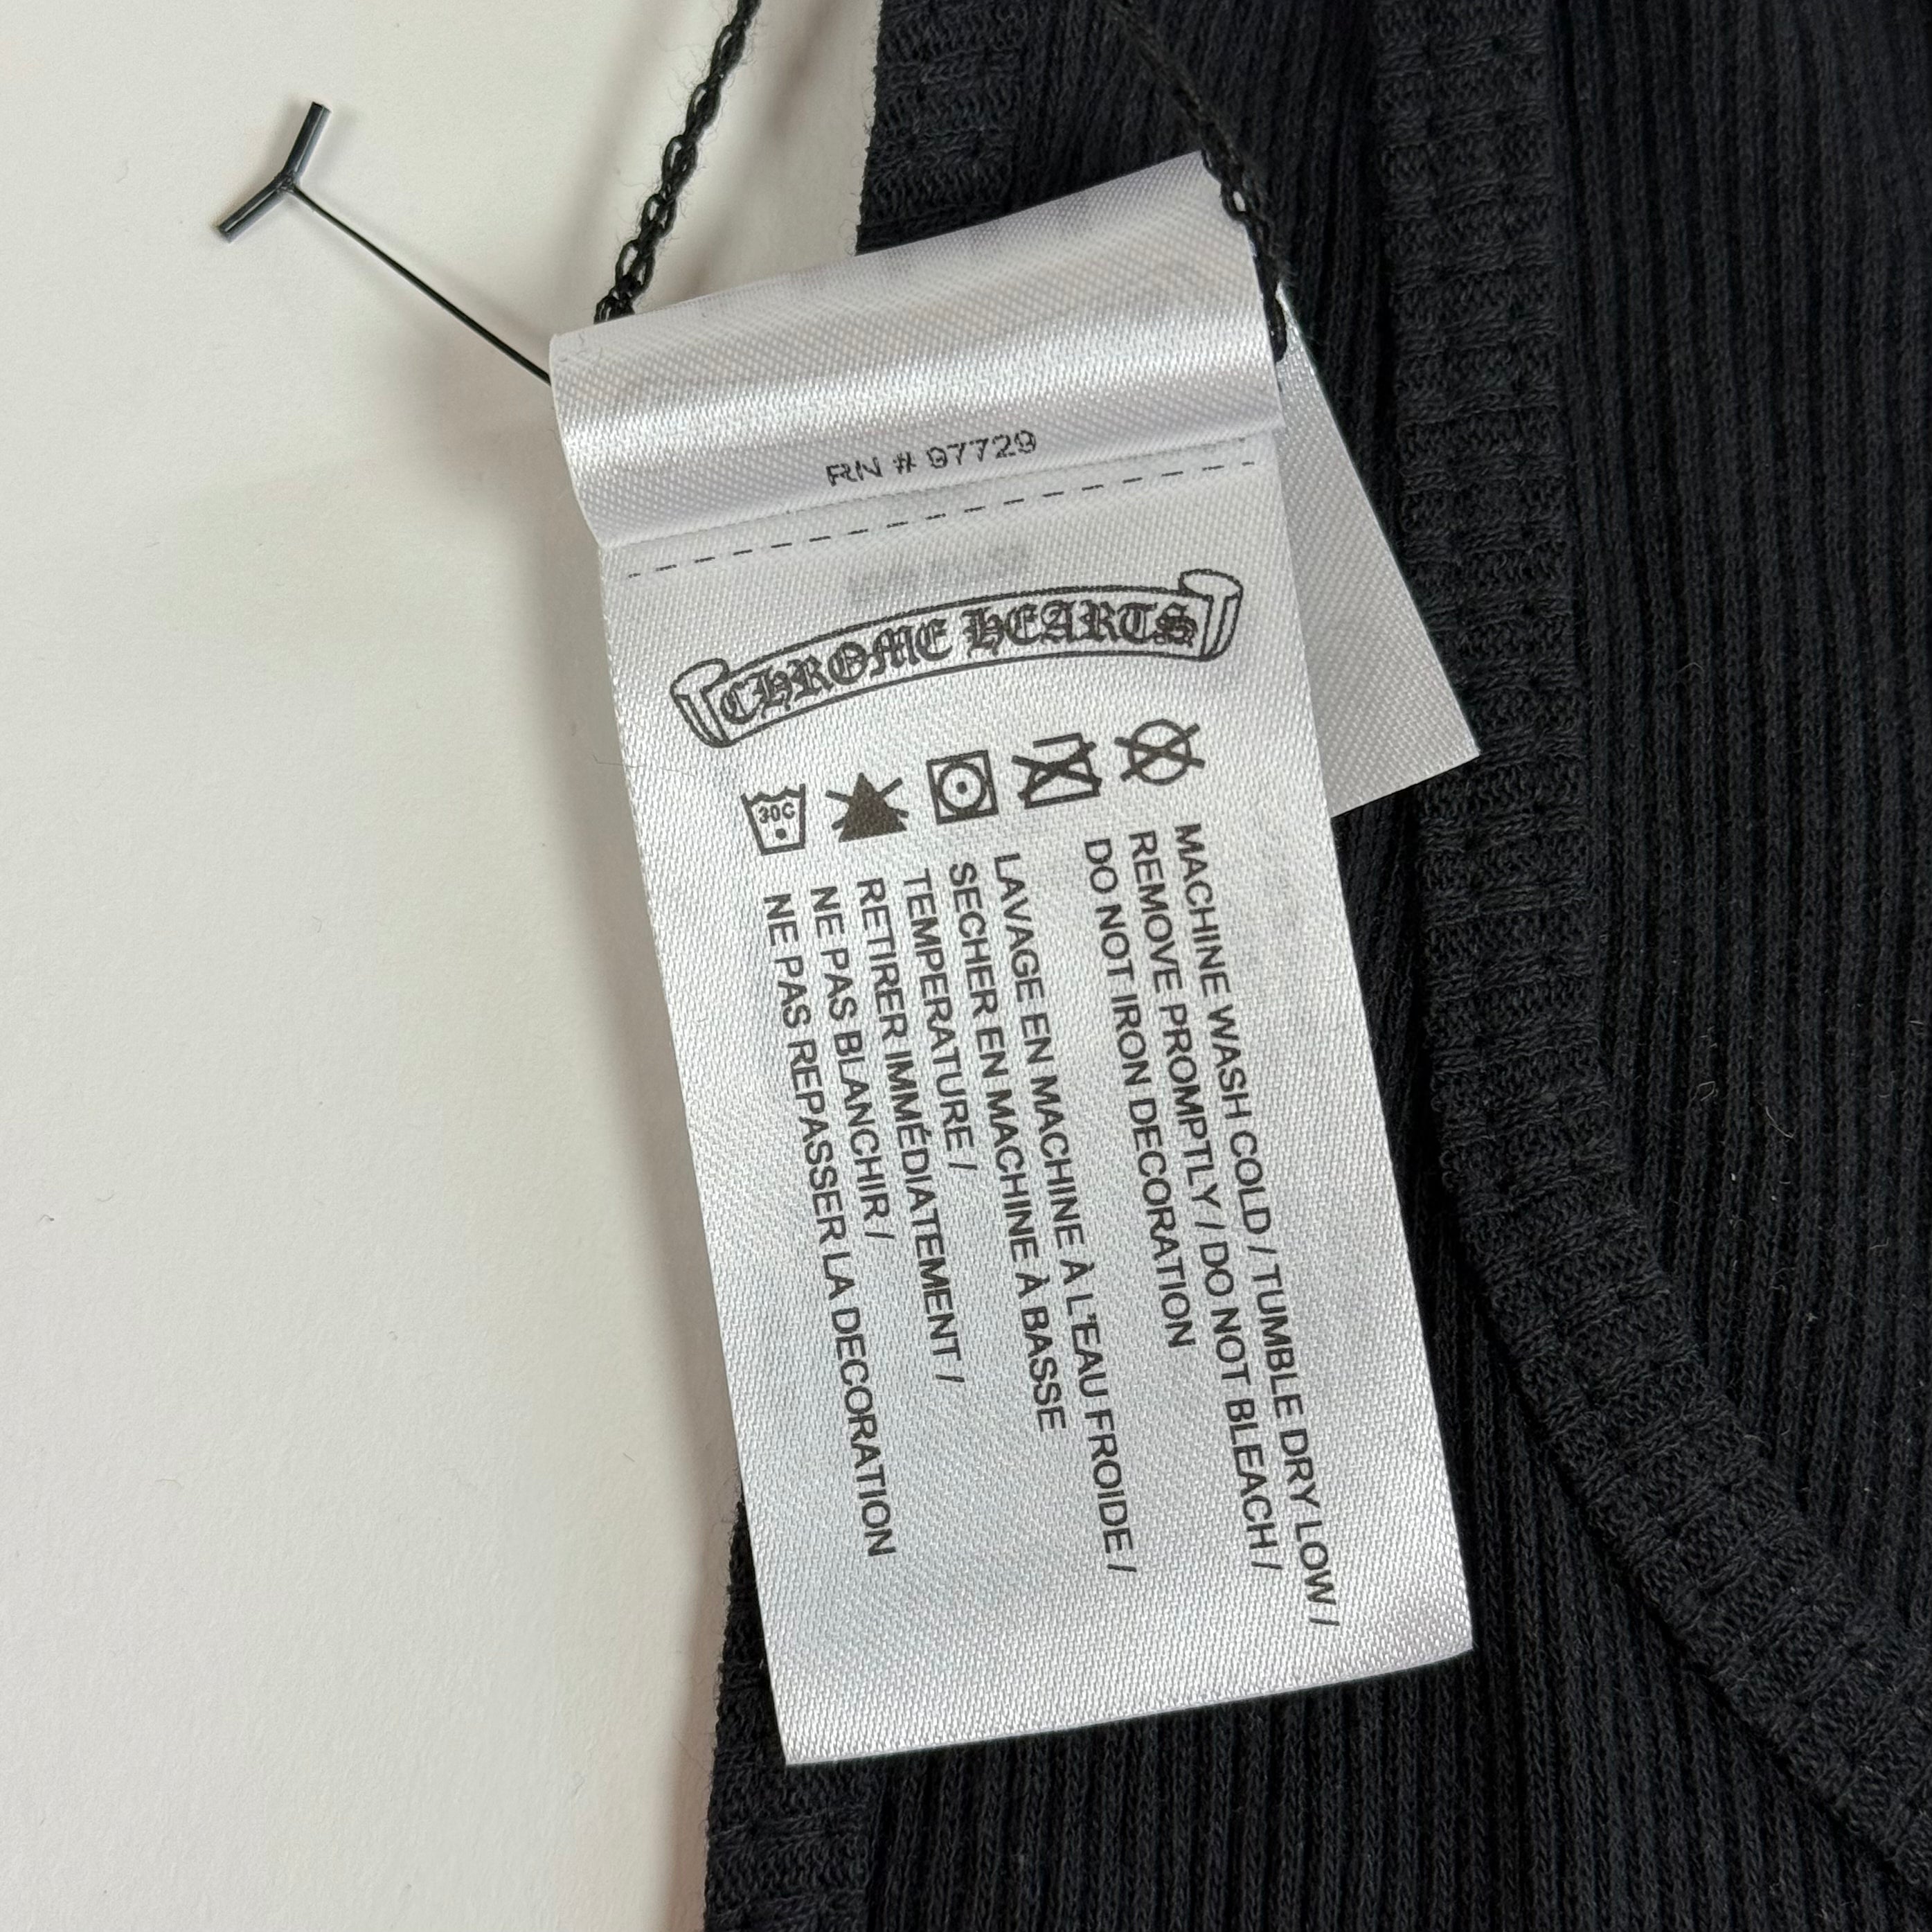 RN # 97729
CHROME HEARTS
30C
MACHINE WASH COLD / TUMBLE DRY LOW /
REMOVE PROMPTLY / DO NOT BLEACH /
DO NOT IRON DECORATION
LAVAGE EN MACHINE À L'EAU FROIDE /
SECHER EN MACHINE À BASSE
TEMPERATURE /
RETIRER IMMÉDIATEMENT /
NE PAS BLANCHIR /
NE PAS REPASSER LA DECORATION